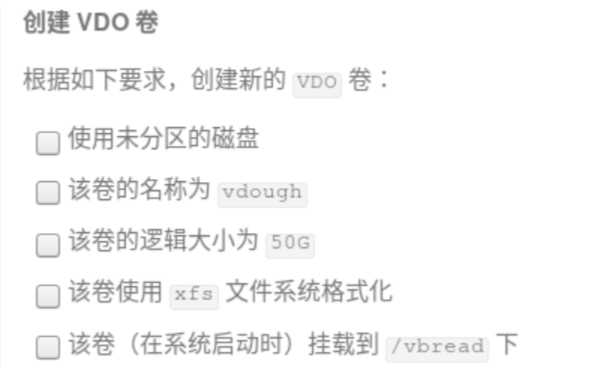 创建 VDO 卷
根据如下要求，创建新的 VDO 卷：
使用未分区的磁盘
该卷的名称为 vdough
该卷的逻辑大小为 50G
该卷使用 xfs 文件系统格式化
该卷（在系统启动时）挂载到 /vbread 下